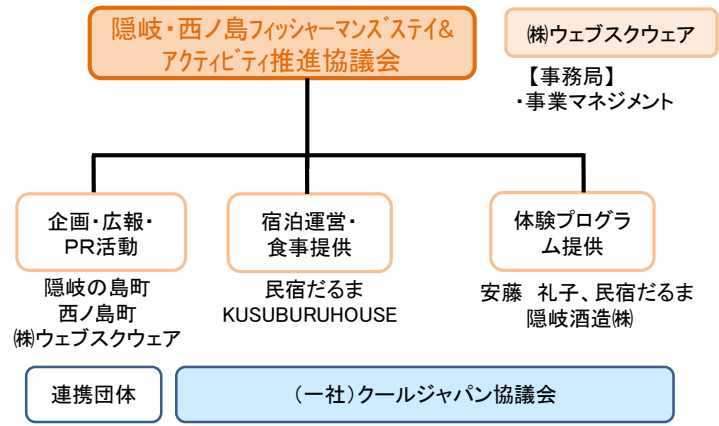 隠岐・西ノ島フィッシャーマンズステイ&
アクティビティ推進協議会
㈱ウェブスクウェア
【事務局】
・事業マネジメント
企画・広報・
PR活動
宿泊運営・
食事提供
体験プログラ
ム提供
隠岐の島町
西ノ島町
㈱ウェブスクウェア
民宿だるま
KUSUBURUHOUSE
安藤　礼子、民宿だるま
隠岐酒造㈱
連携団体
（一社）クールジャパン協議会